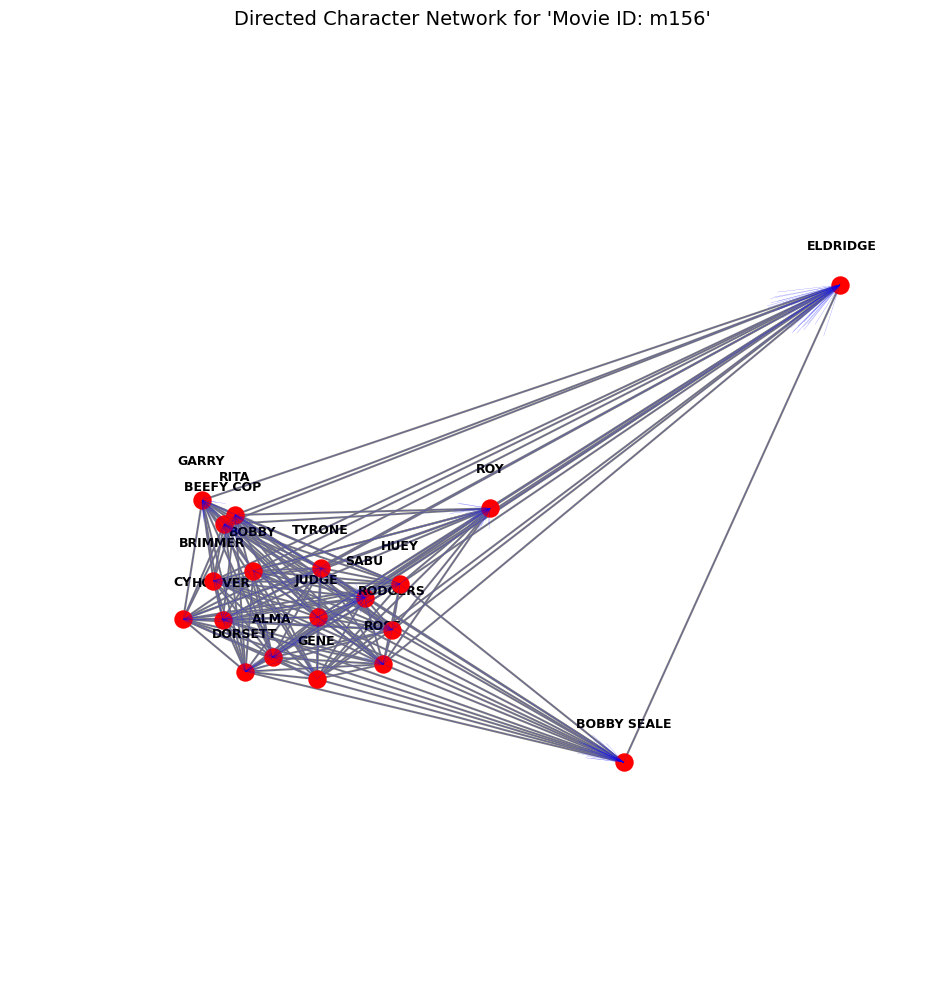 Directed Character Network for 'Movie ID: m156'
ELDRIDGE
GARRY
ROY
RITA
BEEFY COP
TYRONE
BOBBY
BRIMMER
HUEY
SABU
JUDGE
CY
HOOVER
RODGERS
ALMA
ROSE
DORSETT
GENE
BOBBY SEALE